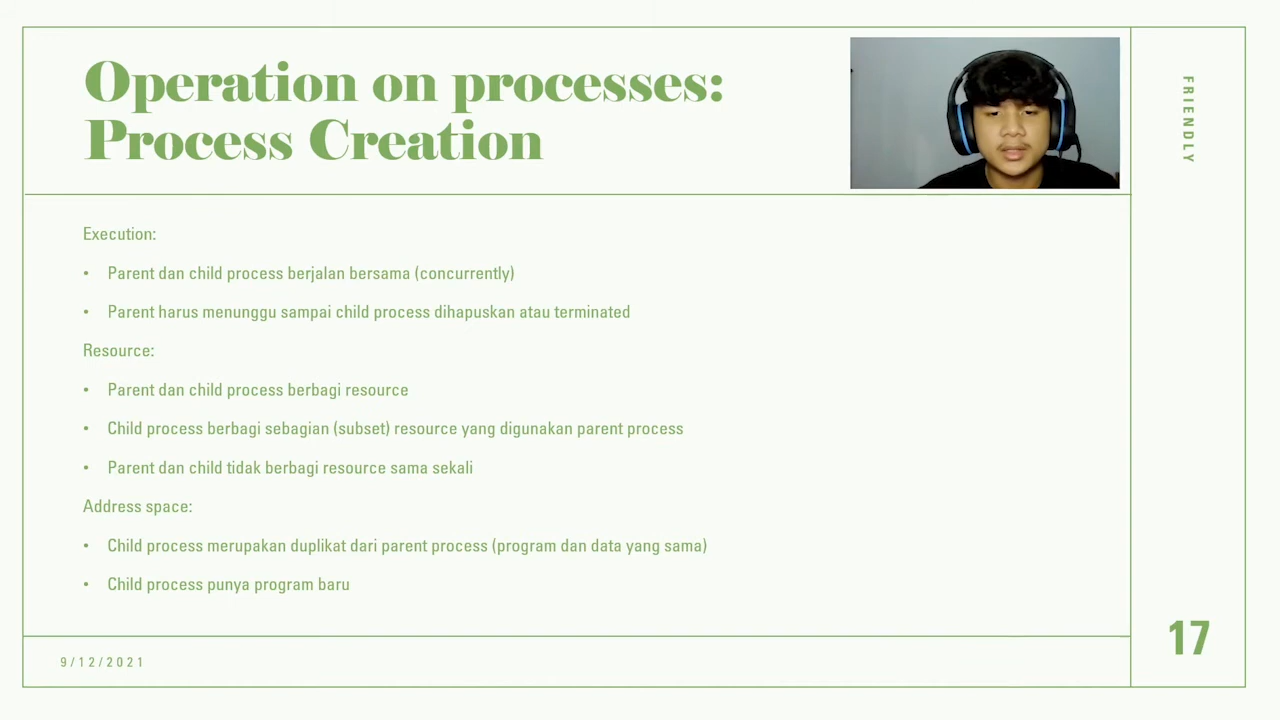 Operation on processes:
Process Creation
FRIENDLY
Execution:
• Parent dan child process berjalan bersama (concurrently)
• Parent harus menunggu sampai child process dihapuskan atau terminated
Resource:
• Parent dan child process berbagi resource
• Child process berbagi sebagian (subset) resource yang digunakan parent process
• Parent dan child tidak berbagi resource sama sekali
Address space:
• Child process merupakan duplikat dari parent process (program dan data yang sama)
• Child process punya program baru
17
9/12/2021